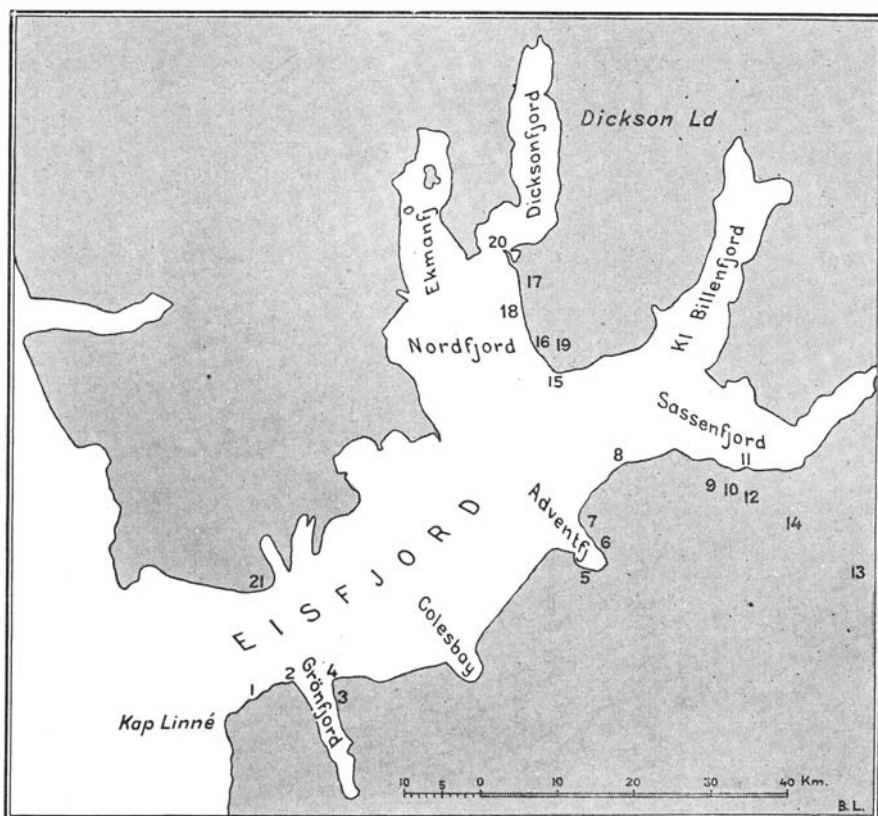 Dickson Ld
Dicksonfjord
Ekmanfj
20
17
Kl Billenfjord
18
16 19
Nordfjord
15
Sassenfjord
8
11
9 10 12
Adventfj
7
14
6
5
13
EISFJORD
21
Colesbay
Grönfjord
4
2
3
1
Kap Linné
10 5 0 10 20 30 40 Km.
B.L.